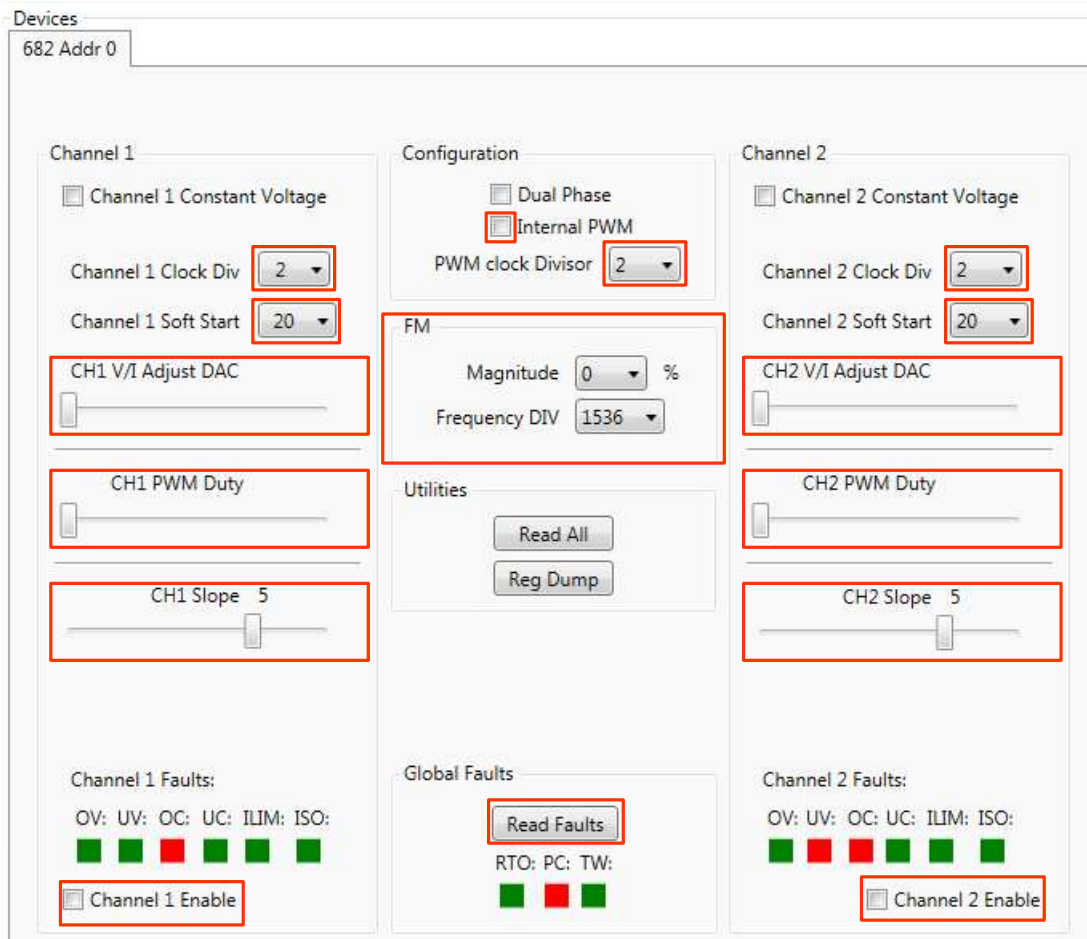 Devices
682 Addr 0
Channel 1
Channel 1 Constant Voltage
Channel 1 Clock Div 2
Channel 1 Soft Start 20
CH1 V/I Adjust DAC
CH1 PWM Duty
CH1 Slope 5
Channel 1 Faults:
OV: UV: OC: UC: ILIM: ISO:
Channel 1 Enable
Configuration
Dual Phase
Internal PWM
PWM clock Divisor 2
FM
Magnitude 0 %
Frequency DIV 1536
Utilities
Read All
Reg Dump
Global Faults
Read Faults
RTO: PC: TW:
Channel 2
Channel 2 Constant Voltage
Channel 2 Clock Div 2
Channel 2 Soft Start 20
CH2 V/I Adjust DAC
CH2 PWM Duty
CH2 Slope 5
Channel 2 Faults:
OV: UV: OC: UC: ILIM: ISO:
Channel 2 Enable